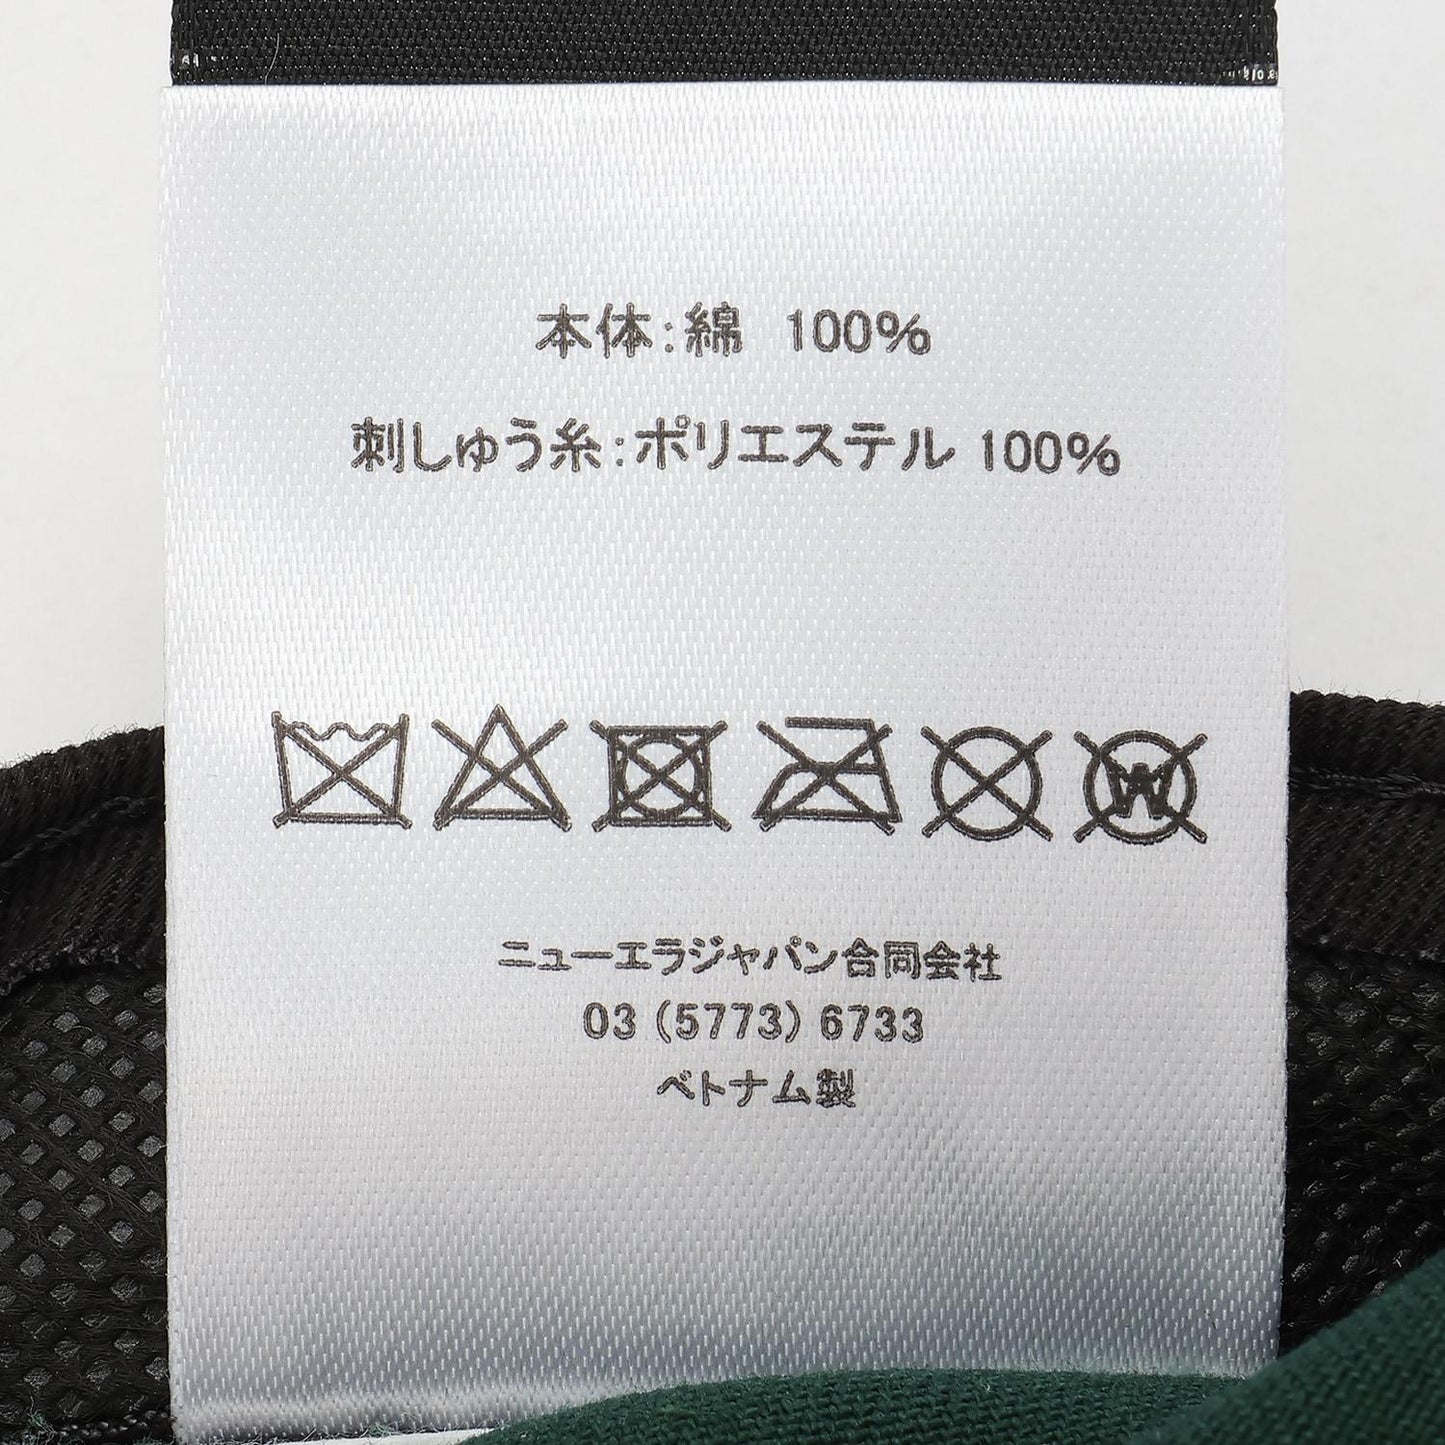 本体:綿 100%
刺しゅう糸:ポリエステル 100%
W
ニューエラジャパン合同会社
03(5773)6733
ベトナム製